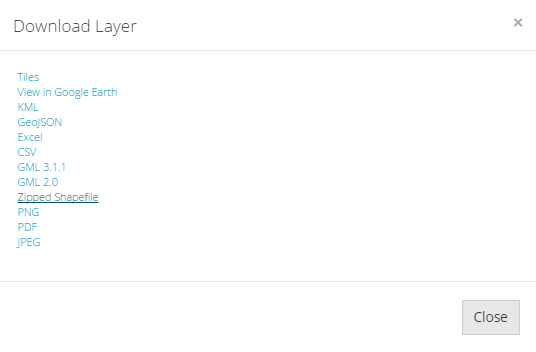 Download Layer
×
Tiles
View in Google Earth
KML
GeoJSON
Excel
CSV
GML 3.1.1
GML 2.0
Zipped Shapefile
PNG
PDF
JPEG
Close